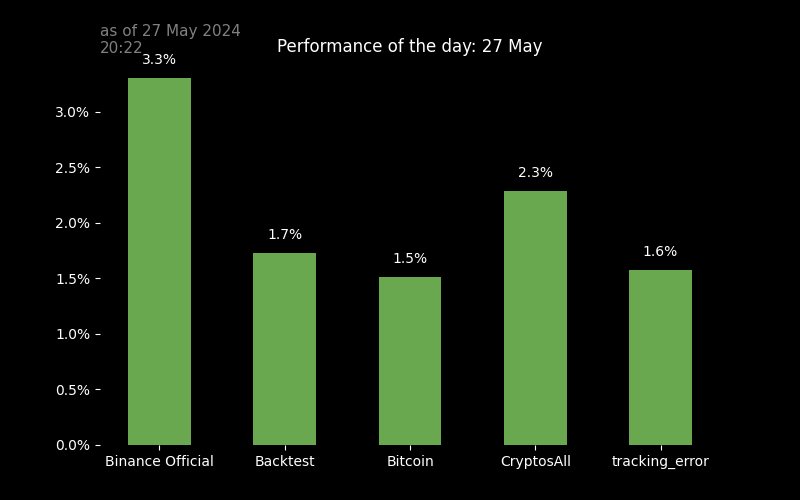 as of 27 May 2024
20:22
Performance of the day: 27 May
3.3%
1.7%
1.5%
2.3%
1.6%
3.0%
2.5%
2.0%
1.5%
1.0%
0.5%
0.0%
Binance Official
Backtest
Bitcoin
CryptosAll
tracking_error